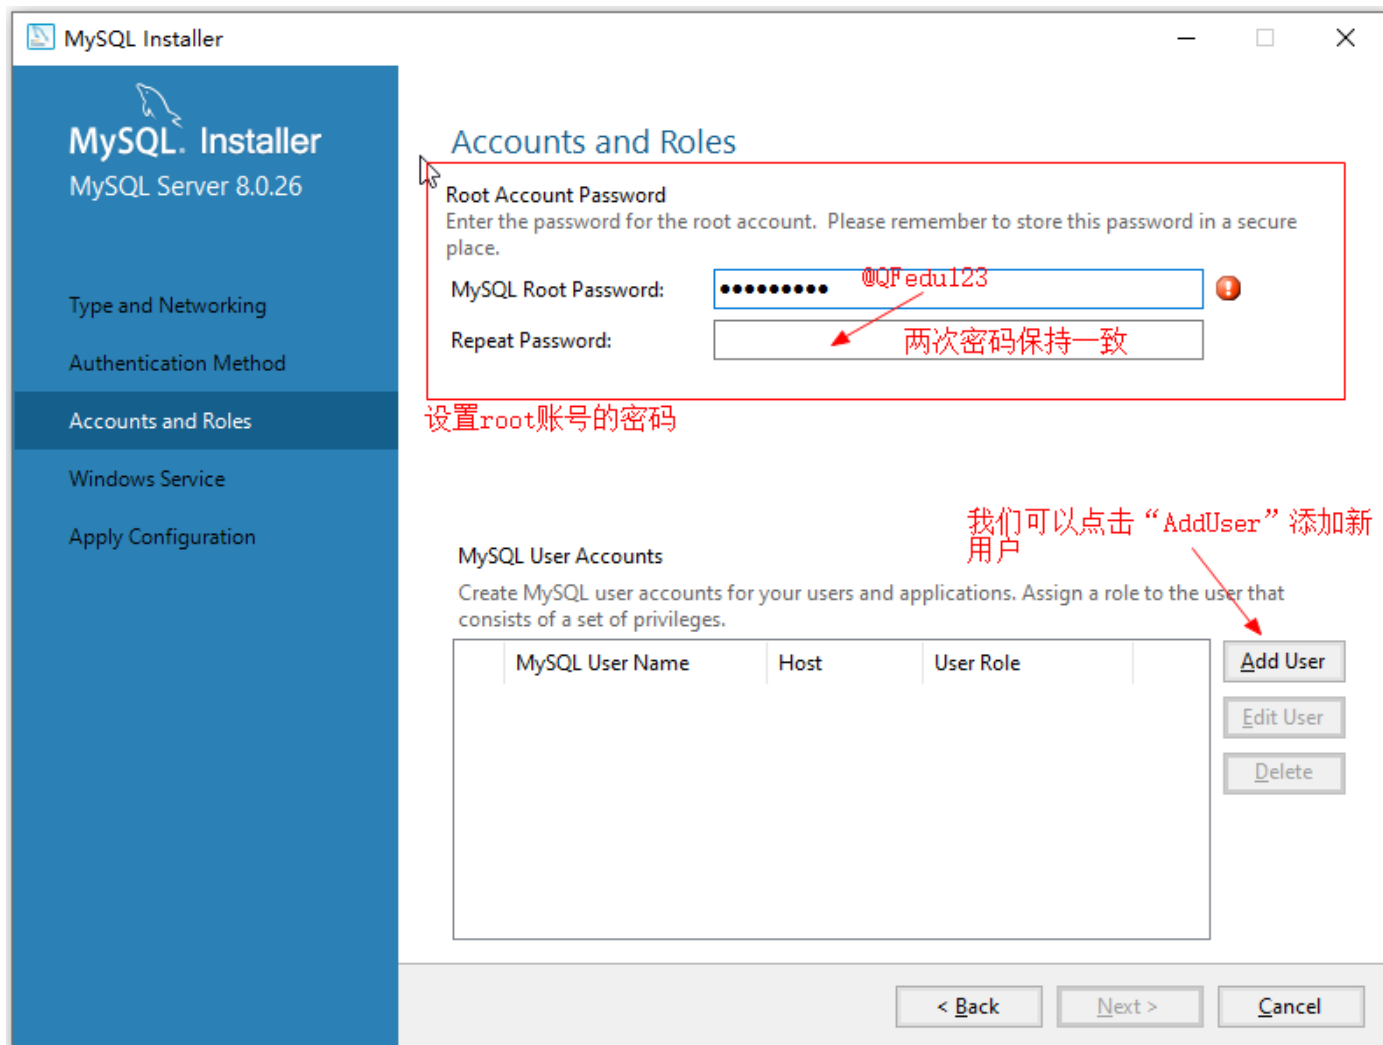 MySQL Installer
MySQL. Installer
MySQL Server 8.0.26
Type and Networking
Authentication Method
Accounts and Roles
Windows Service
Apply Configuration
Accounts and Roles
Root Account Password
Enter the password for the root account. Please remember to store this password in a secure
place.
MySQL Root Password:
●●●●●●●●●
@QFedu123
Repeat Password:
两次密码保持一致
设置root账号的密码
我们可以点击“AddUser”添加新
用户
MySQL User Accounts
Create MySQL user accounts for your users and applications. Assign a role to the user that
consists of a set of privileges.
MySQL User Name Host User Role
Add User
Edit User
Delete
< Back Next > Cancel